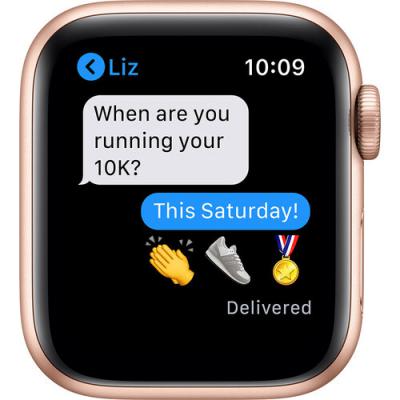 Liz
10:09
When are you
running your
10K?
This Saturday!
👏 👟 🏅
Delivered